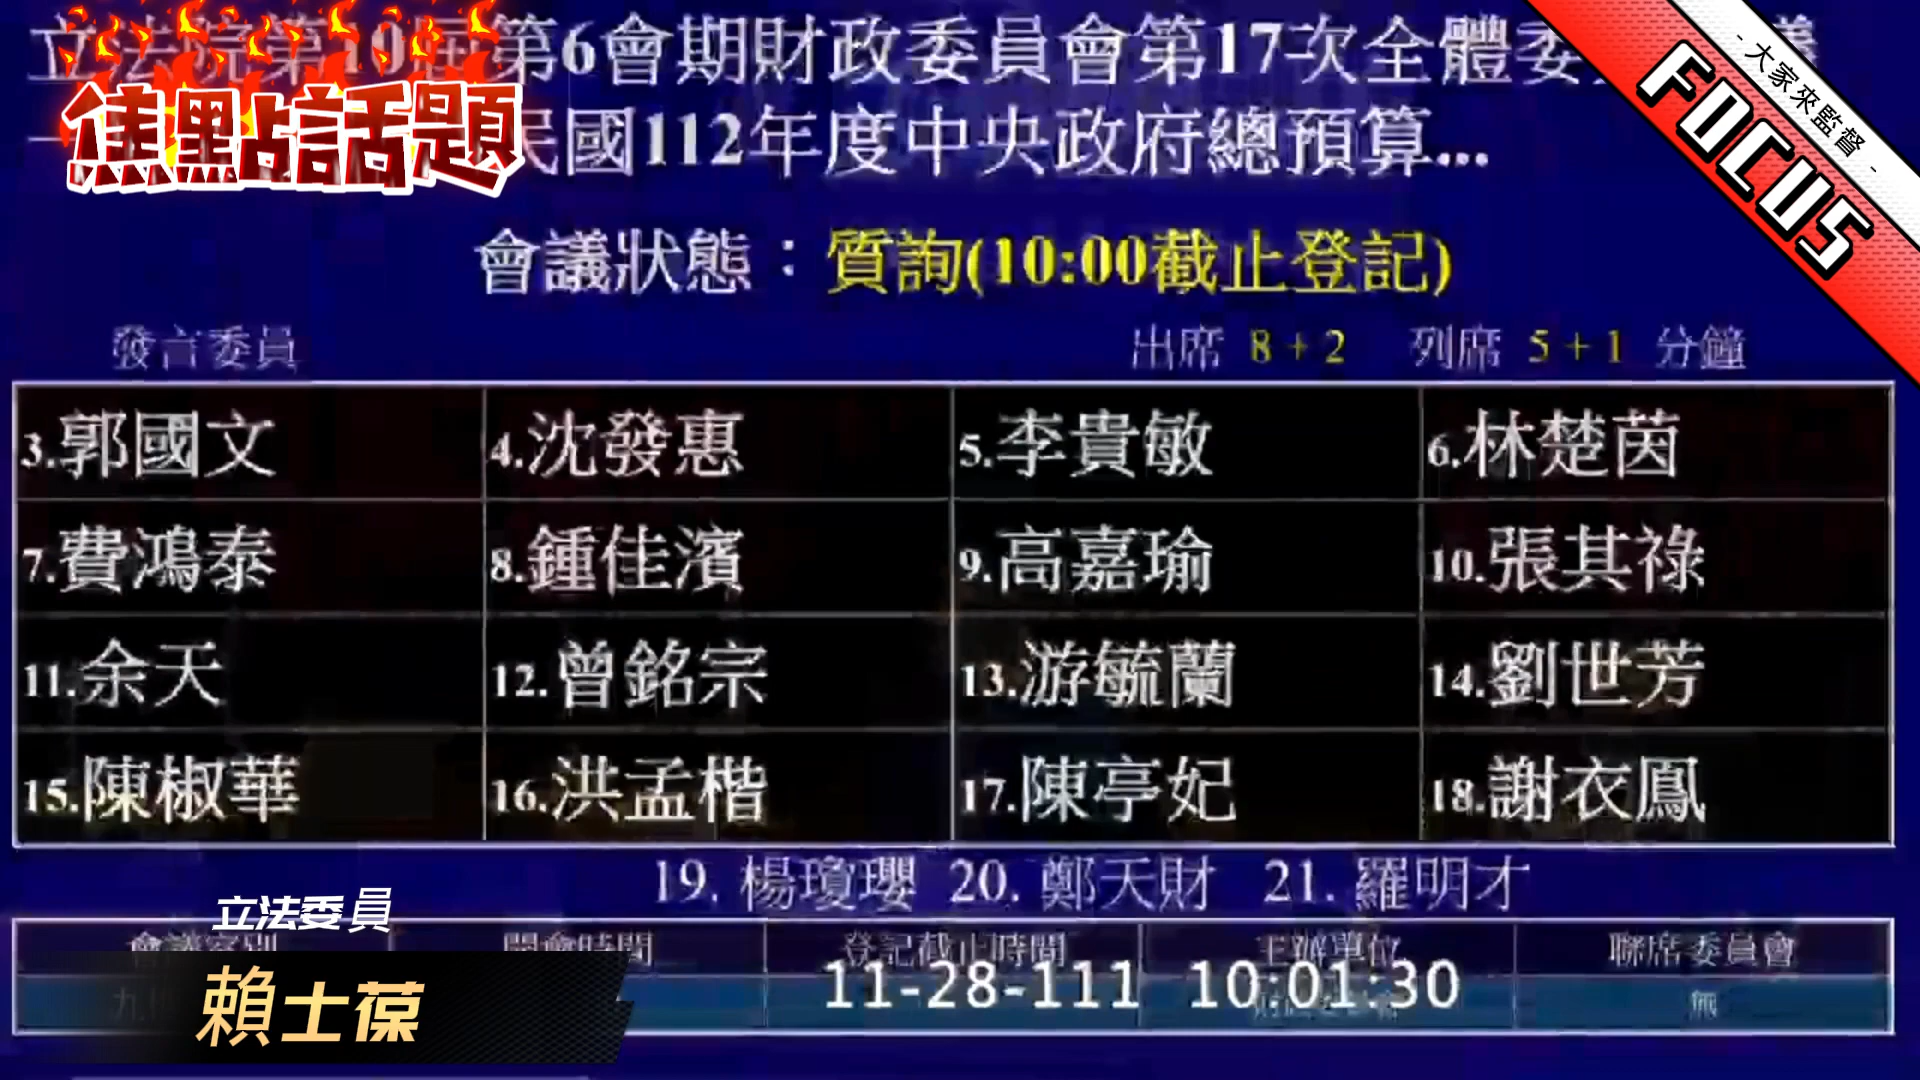 立法院第10屆第6會期財政委員會第17次全體委
焦點話題
民國112年度中央政府總預算...
- 大家來監督 -
FOCUS
會議狀態：質詢(10:00截止登記)
發言委員 出席 8+2 列席 5+1 分鐘
3.郭國文 4.沈發惠 5.李貴敏 6.林楚茵
7.費鴻泰 8.鍾佳濱 9.高嘉瑜 10.張其祿
11.余天 12.曾銘宗 13.游毓蘭 14.劉世芳
15.陳椒華 16.洪孟楷 17.陳亭妃 18.謝衣鳳
19. 楊瓊瓔 20. 鄭天財 21. 羅明才
立法委員
開會時間 登記截止時間 主辦單位 聯席委員會
賴士葆
11-28-111 10:01:30
無